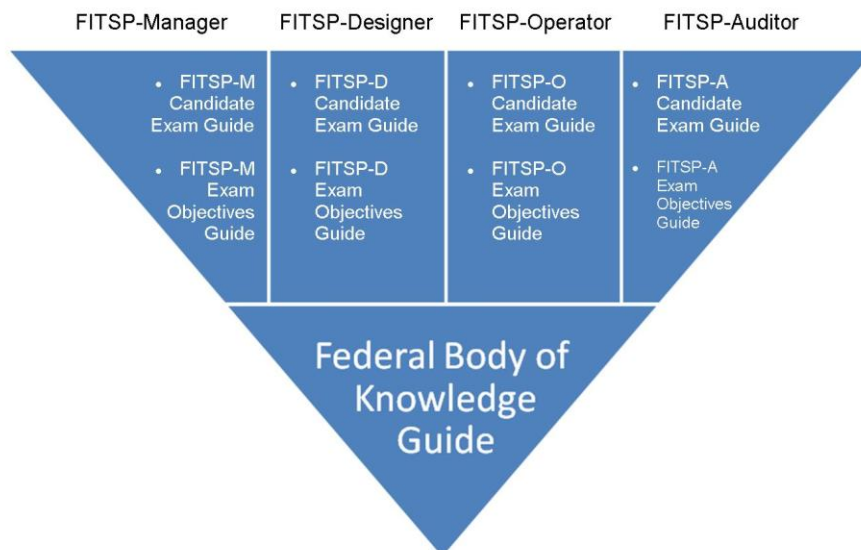 FITSP-Manager
FITSP-Designer
FITSP-Operator
FITSP-Auditor
• FITSP-M
Candidate
Exam Guide
• FITSP-M
Exam
Objectives
Guide
• FITSP-D
Candidate
Exam Guide
• FITSP-D
Exam
Objectives
Guide
• FITSP-O
Candidate
Exam Guide
• FITSP-O
Exam
Objectives
Guide
• FITSP-A
Candidate
Exam Guide
• FITSP-A
Exam
Objectives
Guide
Federal Body of
Knowledge
Guide